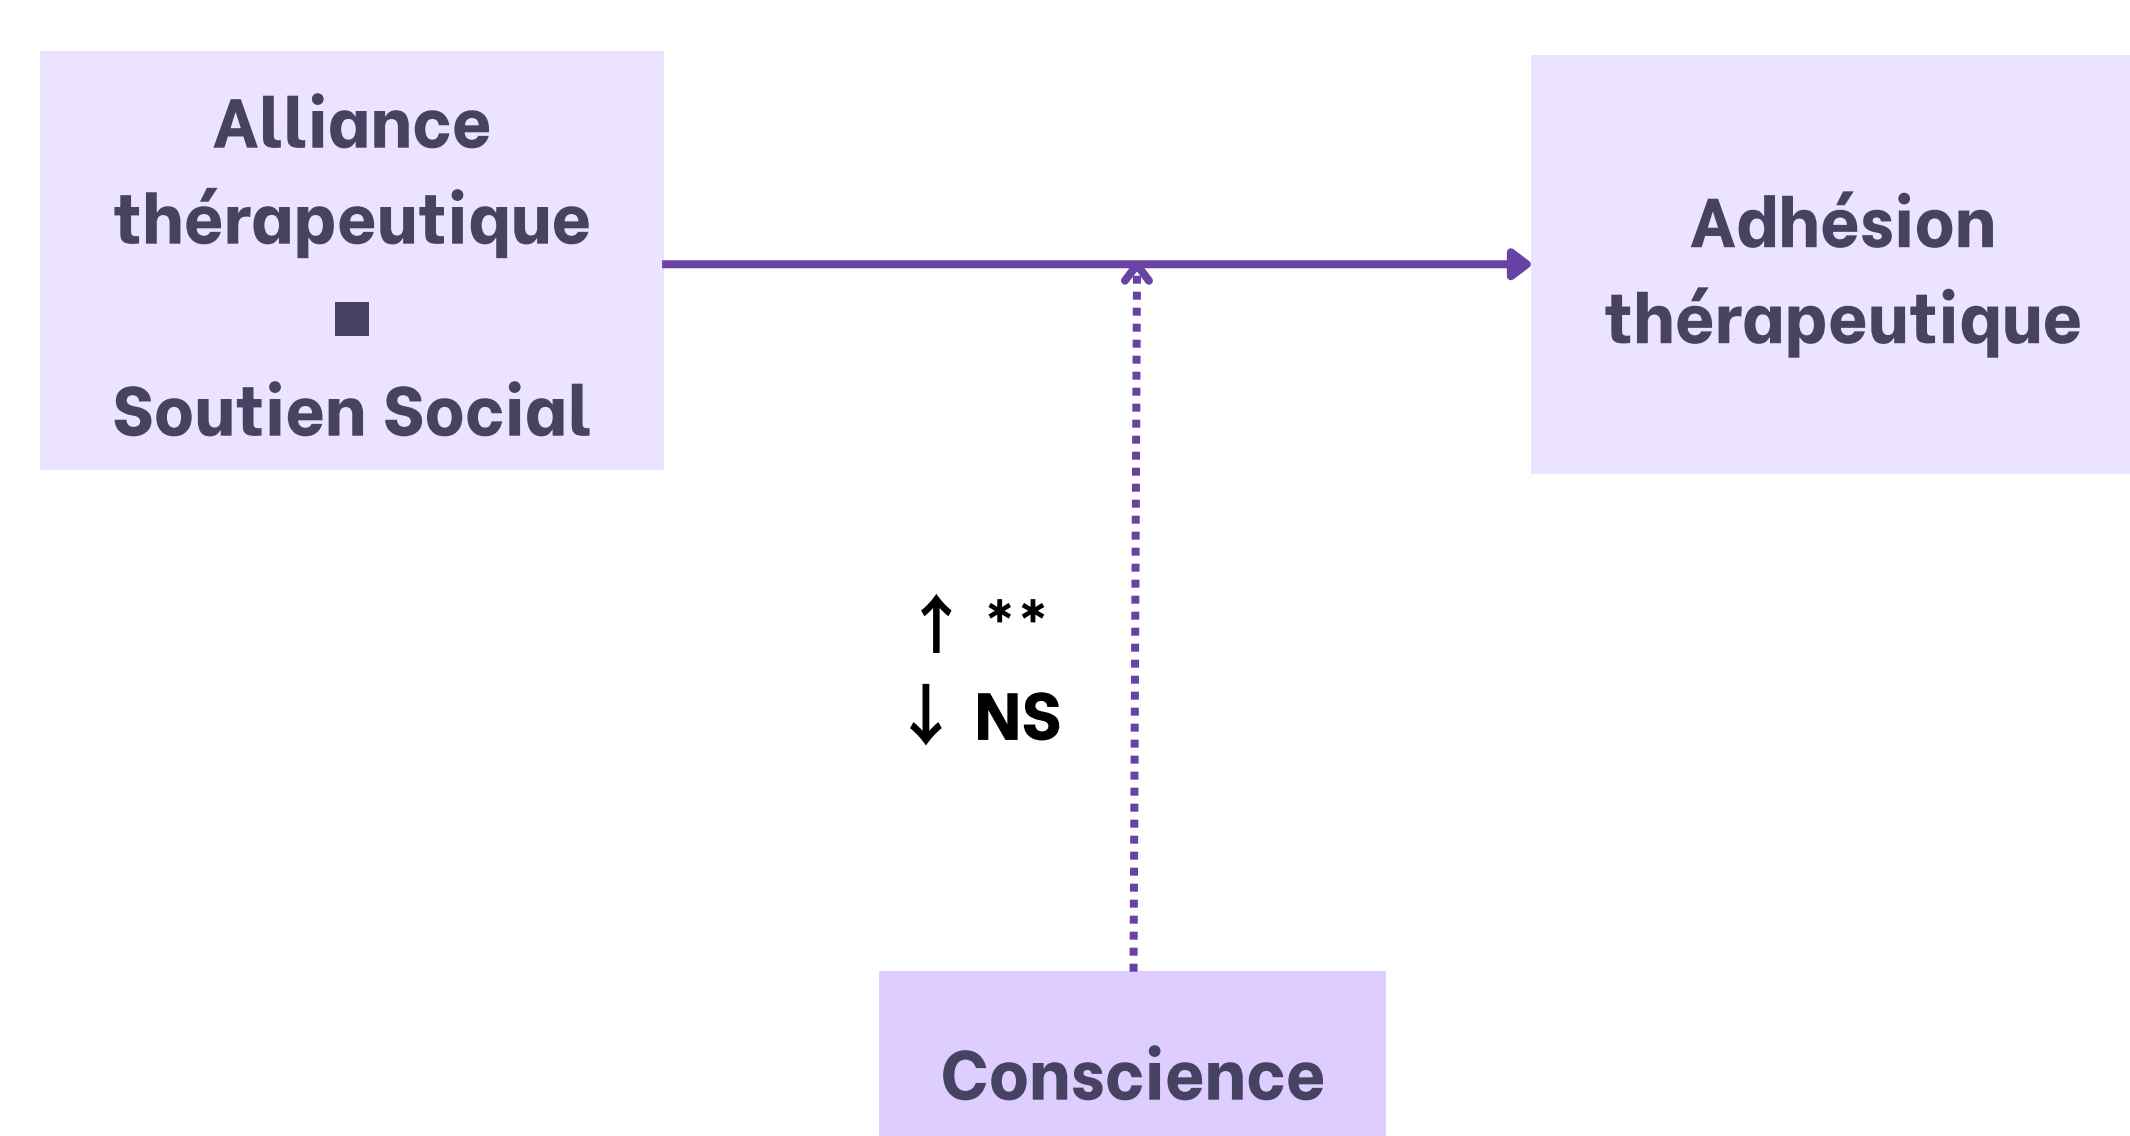 Alliance
thérapeutique
■
Soutien Social
Adhésion
thérapeutique
↑ **
↓ NS
Conscience